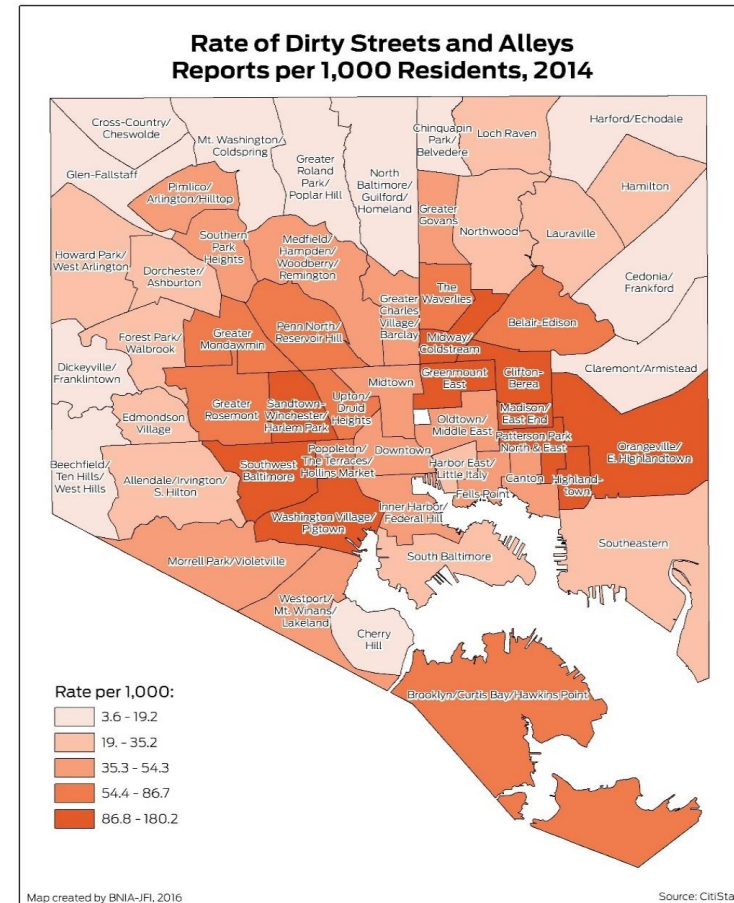 Rate of Dirty Streets and Alleys
Reports per 1,000 Residents, 2014
Cross-Country/
Cheswolde
Mt. Washington/
Coldspring
Greater
Roland
Park/
Poplar Hill
North
Baltimore/
Guilford/
Homeland
Chinquapin
Park/
Belvedere
Loch Raven
Harford/Echodale
Glen-Fallstaff
Pimlico/
Arlington/Hilltop
Greater
Govans
Northwood
Hamilton
Lauraville
Howard Park/
West Arlington
Dorchester/
Ashburton
Southern
Park
Heights
Medfield/
Hampden/
Woodberry/
Remington
Cedonia/
Frankford
The
Waverlies
Greater
Charles
Village/
Barclay
Belair-Edison
Forest Park/
Walbrook
Greater
Mondawmin
Penn North/
Reservoir Hill
Midway/
Coldstream
Dickeyville/
Franklintown
Claremont/Armistead
Midtown
Greenmount
East
Clifton-
Berea
Edmondson
Village
Greater
Rosemont
Sandtown-
Winchester/
Harlem Park
Upton/
Druid
Heights
Madison/
East End
Oldtown/
Middle East
Patterson Park
North & East
Orangeville/
E. Highlandtown
Beechfield/
Ten Hills/
West Hills
Allendale/Irvington/
S. Hilton
Southwest
Baltimore
Poppleton/
The Terraces/
Hollins Market
Downtown
Harbor East/
Little Italy
Canton
Highland-
town
Fells Point
Washington Village/
Pigtown
Inner Harbor/
Federal Hill
Southeastern
South Baltimore
Morrell Park/Violetville
Westport/
Mt. Winans/
Lakeland
Cherry
Hill
Brooklyn/Curtis Bay/Hawkins Point
Rate per 1,000:
3.6 - 19.2
19. - 35.2
35.3 - 54.3
54.4 - 86.7
86.8 - 180.2
Map created by BNIA-JFI, 2016
Source: CitiSta